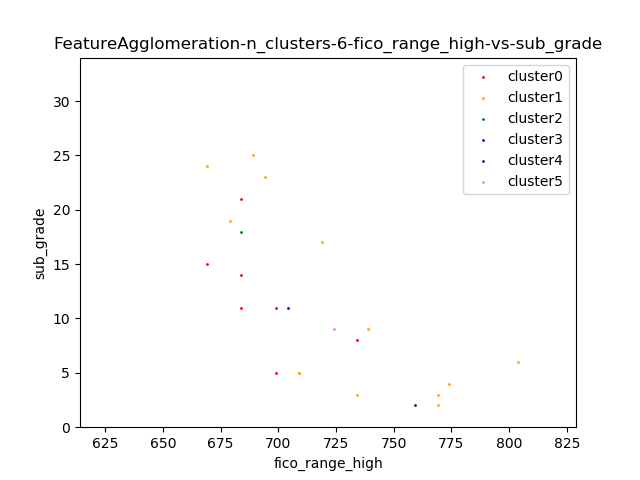 FeatureAgglomeration-n_clusters-6-fico_range_high-vs-sub_grade
cluster0
cluster1
cluster2
cluster3
cluster4
cluster5
sub_grade
30
25
20
15
10
5
0
625 650 675 700 725 750 775 800 825
fico_range_high